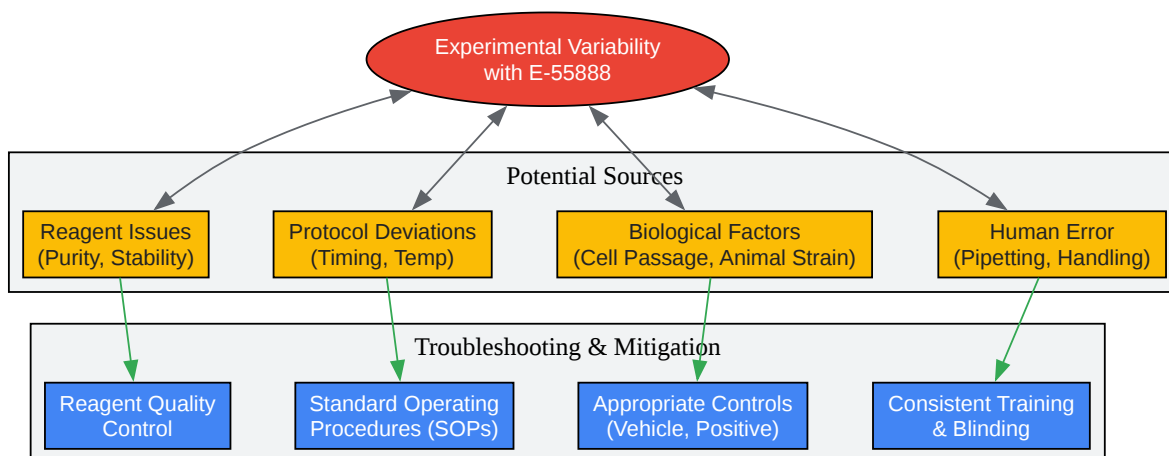 Experimental Variability
with E-55888
Potential Sources
Reagent Issues
(Purity, Stability)
Protocol Deviations
(Timing, Temp)
Biological Factors
(Cell Passage, Animal Strain)
Human Error
(Pipetting, Handling)
Troubleshooting & Mitigation
Reagent Quality
Control
Standard Operating
Procedures (SOPs)
Appropriate Controls
(Vehicle, Positive)
Consistent Training
& Blinding